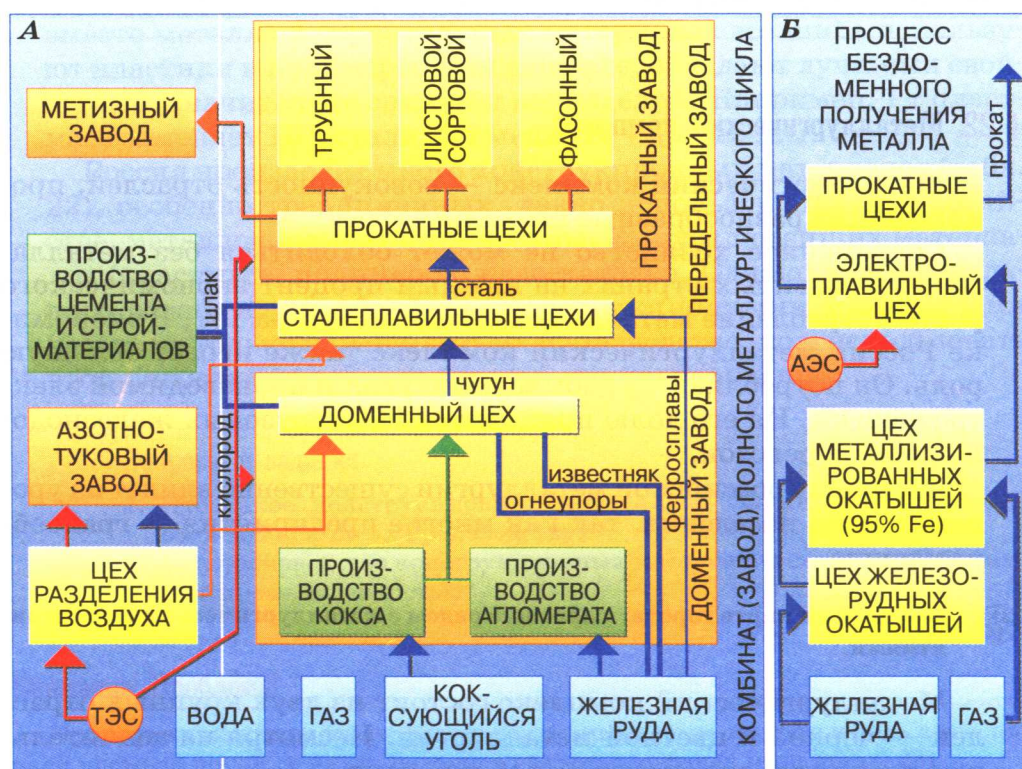 А
МЕТИЗНЫЙ
ЗАВОД
ТРУБНЫЙ
ЛИСТОВОЙ
СОРТОВОЙ
ФАСОННЫЙ
ПРОКАТНЫЕ ЦЕХИ
ПРОКАТНЫЙ ЗАВОД
ПРОИЗ-
ВОДСТВО
ЦЕМЕНТА
И СТРОЙ-
МАТЕРИАЛОВ
шлак
сталь
СТАЛЕПЛАВИЛЬНЫЕ ЦЕХИ
ПЕРЕДЕЛЬНЫЙ ЗАВОД
чугун
ДОМЕННЫЙ ЦЕХ
АЗОТНО-
ТУКОВЫЙ
ЗАВОД
кислород
известняк
огнеупоры
ферросплавы
ЦЕХ
РАЗДЕЛЕНИЯ
ВОЗДУХА
ПРОИЗ-
ВОДСТВО
КОКСА
ПРОИЗ-
ВОДСТВО
АГЛОМЕРАТА
ДОМЕННЫЙ ЗАВОД
ТЭС
ВОДА
ГАЗ
КОК-
СУЮЩИЙСЯ
УГОЛЬ
ЖЕЛЕЗНАЯ
РУДА
КОМБИНАТ (ЗАВОД) ПОЛНОГО МЕТАЛЛУРГИЧЕСКОГО ЦИКЛА
Б
ПРОЦЕСС
БЕЗДО-
МЕННОГО
ПОЛУЧЕНИЯ
МЕТАЛЛА
прокат
ПРОКАТНЫЕ
ЦЕХИ
ЭЛЕКТРО-
ПЛАВИЛЬНЫЙ
ЦЕХ
АЭС
ЦЕХ
МЕТАЛЛИЗИ-
РОВАННЫХ
ОКАТЫШЕЙ
(95% Fe)
ЦЕХ ЖЕЛЕЗО-
РУДНЫХ
ОКАТЫШЕЙ
ЖЕЛЕЗНАЯ
РУДА
ГАЗ